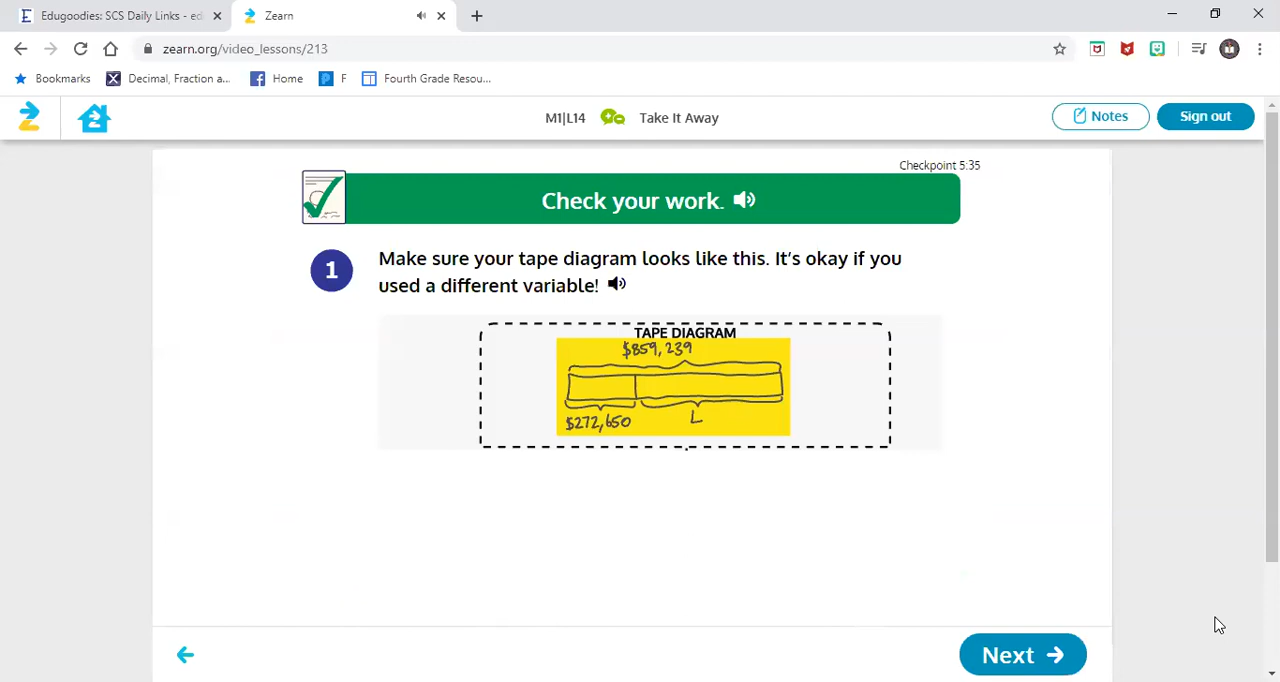 Edugoodies: SCS Daily Links - ed
Zearn
zearn.org/video_lessons/213
Bookmarks
Decimal, Fraction a...
Home
F
Fourth Grade Resou...
M1|L14
Take It Away
Notes
Sign out
Checkpoint 5:35
Check your work.
1
Make sure your tape diagram looks like this. It's okay if you
used a different variable!
TAPE DIAGRAM
$859,239
$272,650
L
Next